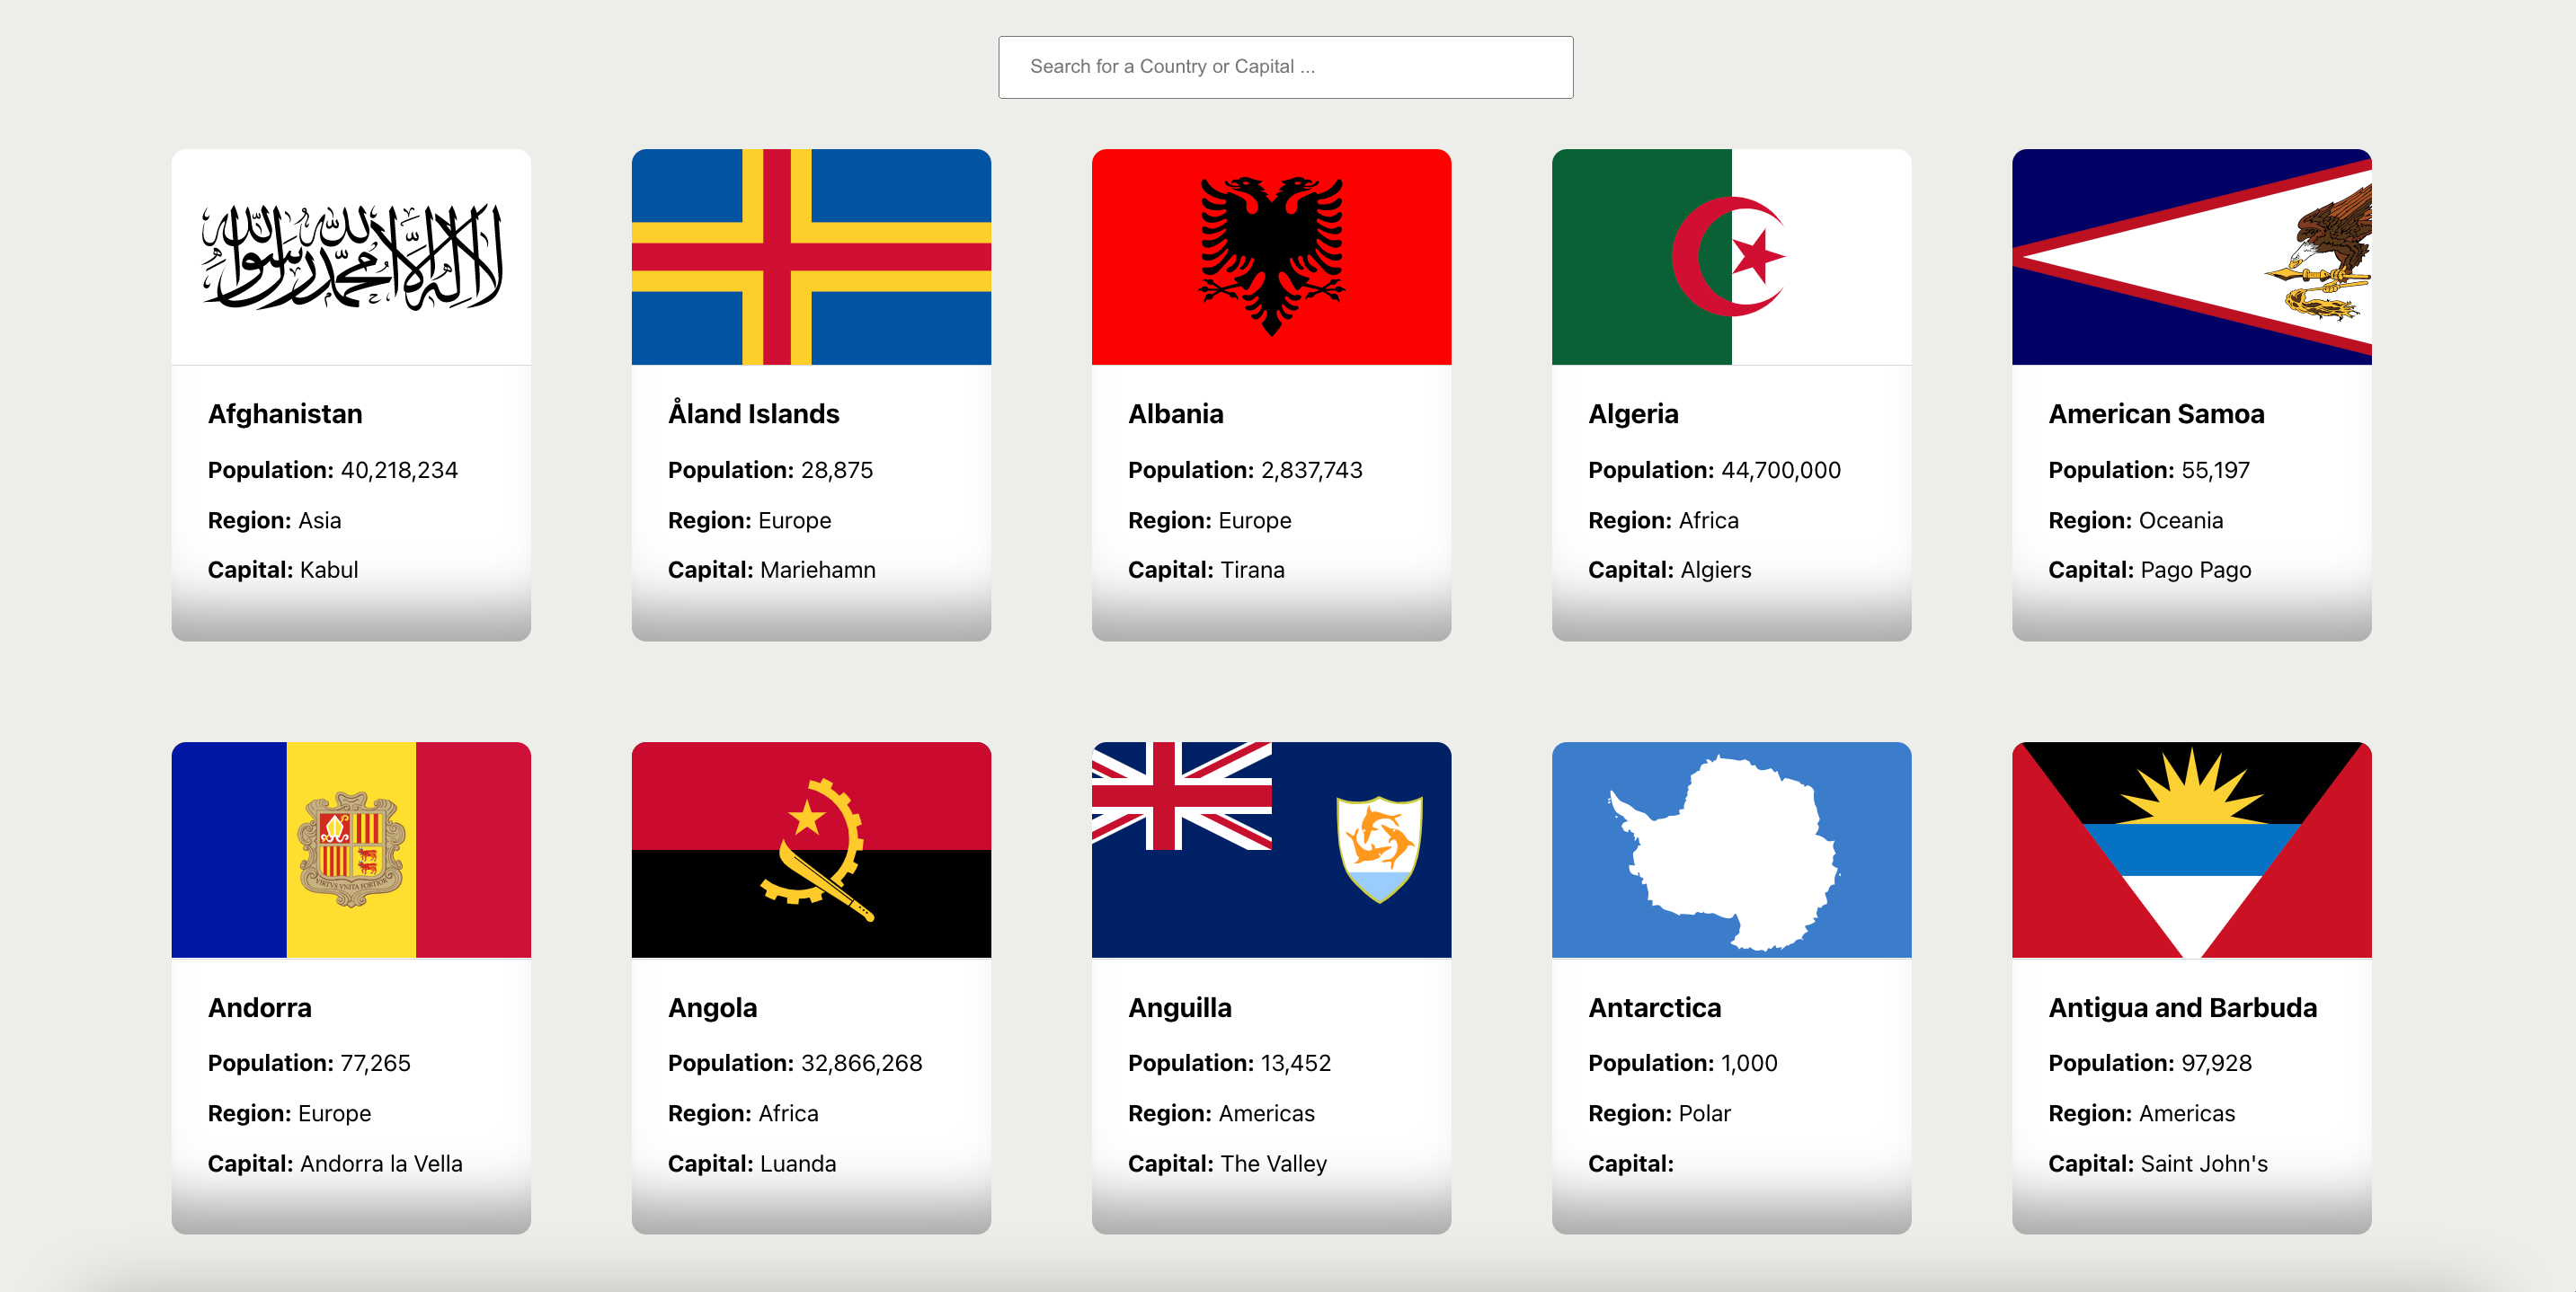 Search for a Country or Capital ...
لا إله إلا الله محمد رسول الله
Afghanistan
Population: 40,218,234
Region: Asia
Capital: Kabul
Åland Islands
Population: 28,875
Region: Europe
Capital: Mariehamn
Albania
Population: 2,837,743
Region: Europe
Capital: Tirana
Algeria
Population: 44,700,000
Region: Africa
Capital: Algiers
American Samoa
Population: 55,197
Region: Oceania
Capital: Pago Pago
VIRTVS VNITA FORTIOR
Andorra
Population: 77,265
Region: Europe
Capital: Andorra la Vella
Angola
Population: 32,866,268
Region: Africa
Capital: Luanda
Anguilla
Population: 13,452
Region: Americas
Capital: The Valley
Antarctica
Population: 1,000
Region: Polar
Capital:
Antigua and Barbuda
Population: 97,928
Region: Americas
Capital: Saint John's